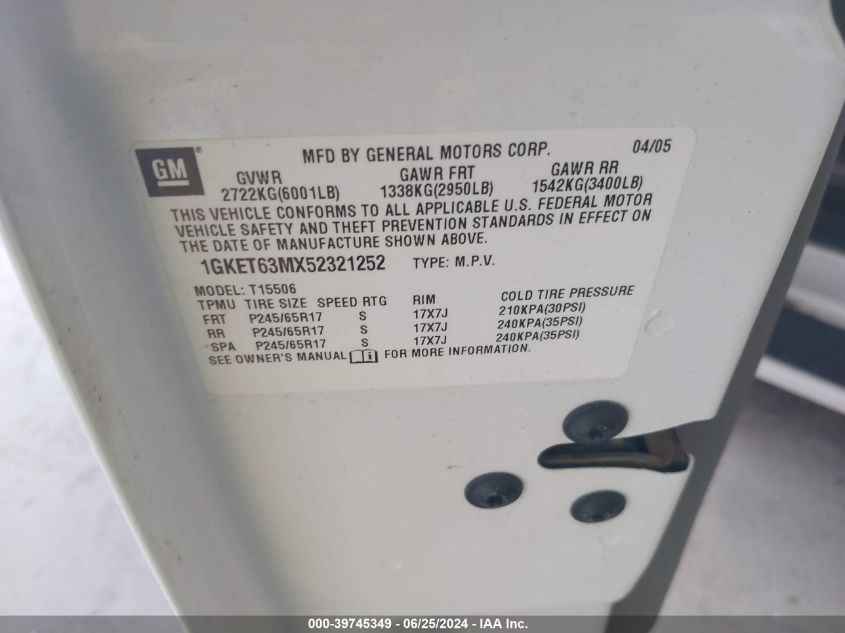 GM®
MFD BY GENERAL MOTORS CORP. 04/05
GVWR GAWR FRT GAWR RR
2722KG(6001LB) 1338KG(2950LB) 1542KG(3400LB)
THIS VEHICLE CONFORMS TO ALL APPLICABLE U.S. FEDERAL MOTOR
VEHICLE SAFETY AND THEFT PREVENTION STANDARDS IN EFFECT ON
THE DATE OF MANUFACTURE SHOWN ABOVE.
1GKET63MX52321252 TYPE: M.P.V.
MODEL: T15506
TPMU TIRE SIZE SPEED RTG RIM COLD TIRE PRESSURE
FRT P245/65R17 S 17X7J 210KPA(30PSI)
RR P245/65R17 S 17X7J 240KPA(35PSI)
SPA P245/65R17 S 17X7J 240KPA(35PSI)
SEE OWNER'S MANUAL FOR MORE INFORMATION.
000-39745349 - 06/25/2024 - IAA Inc.